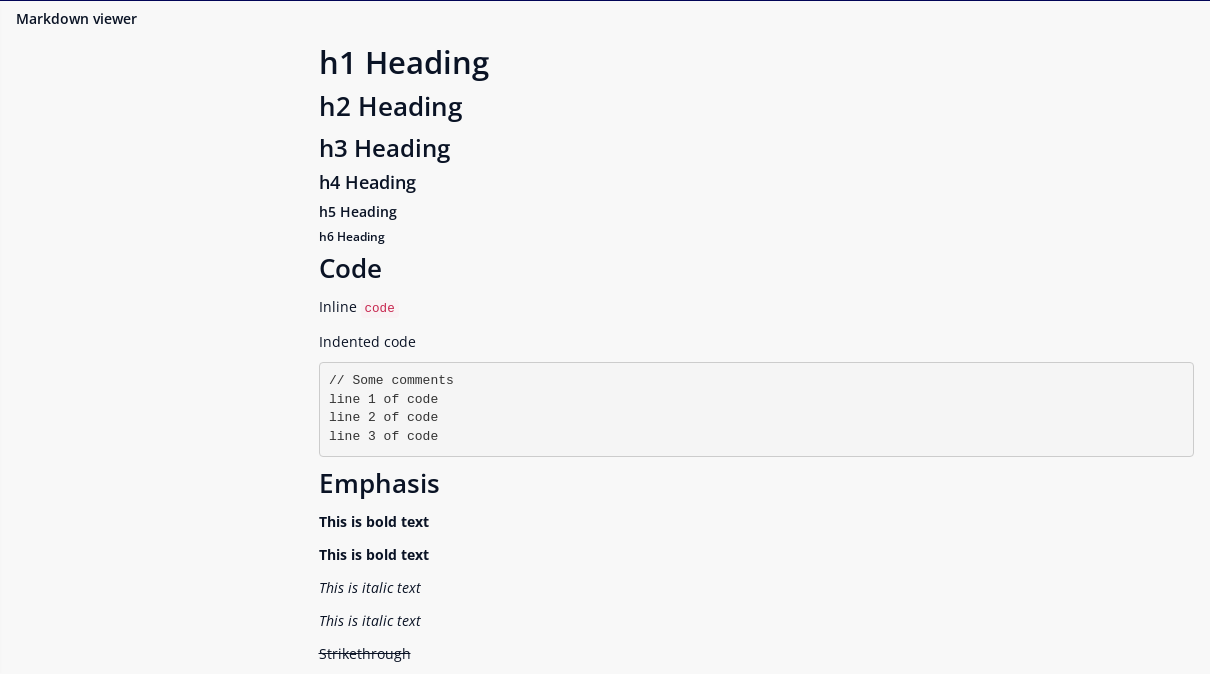 Markdown viewer
h1 Heading
h2 Heading
h3 Heading
h4 Heading
h5 Heading
h6 Heading
Code
Inline code
Indented code
// Some comments
line 1 of code
line 2 of code
line 3 of code
Emphasis
This is bold text
This is bold text
This is italic text
This is italic text
Strikethrough